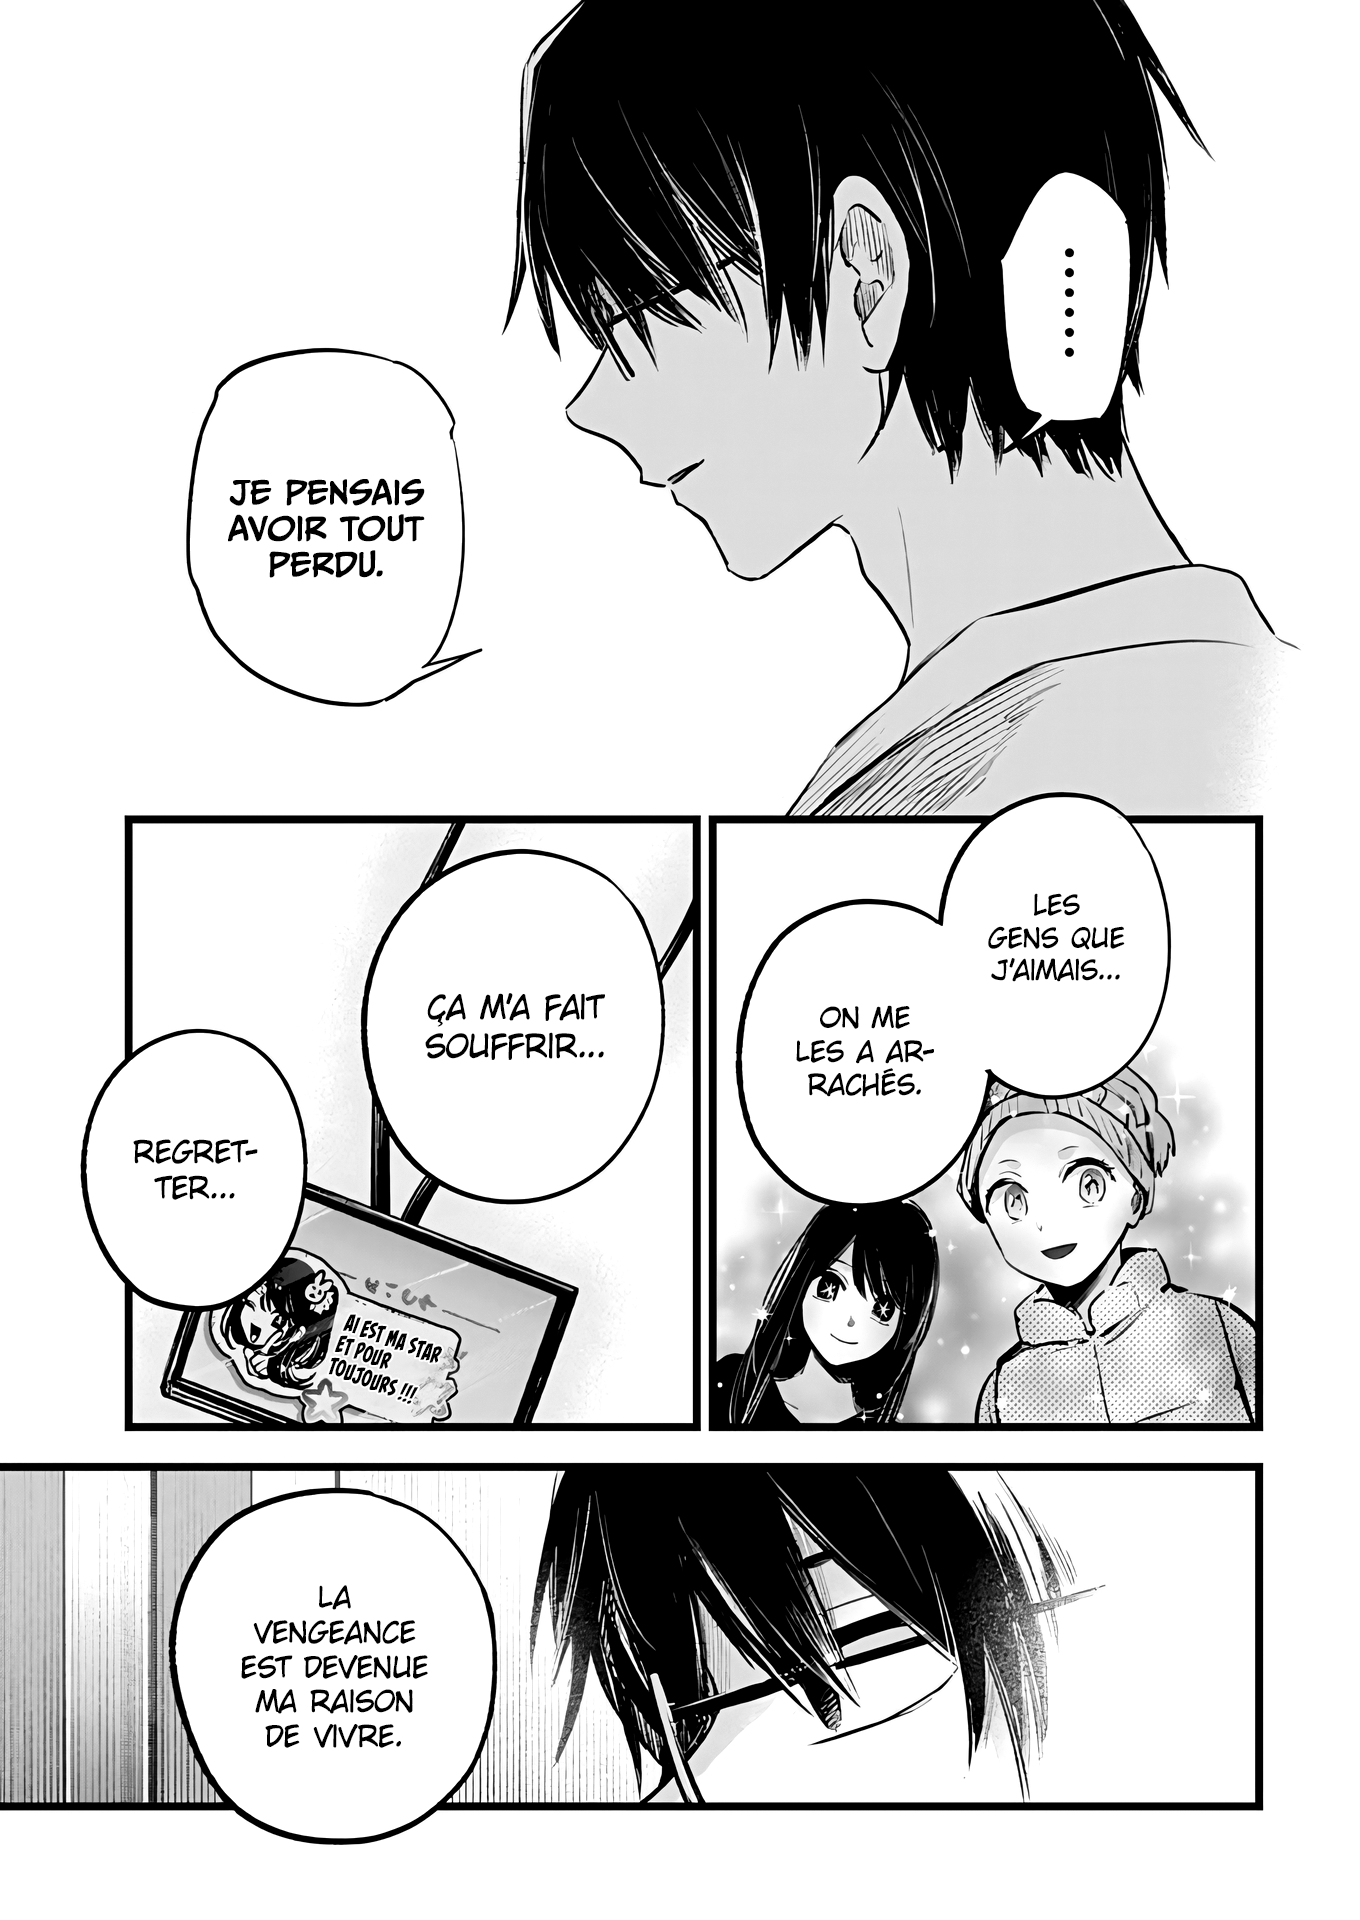 .......
JE PENSAIS
AVOIR TOUT
PERDU.
LES
GENS QUE
J'AIMAIS...
ON ME
LES A AR-
RACHÉS.
ÇA M'A FAIT
SOUFFRIR...
REGRET-
TER...
AI EST MA STAR
ET POUR
TOUJOURS !!!
LA
VENGEANCE
EST DEVENUE
MA RAISON
DE VIVRE.